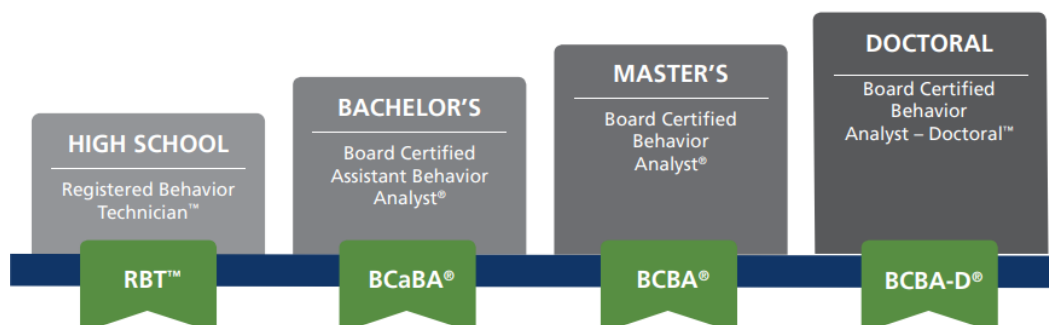 HIGH SCHOOL
Registered Behavior
Technician™
RBT™
BACHELOR'S
Board Certified
Assistant Behavior
Analyst®
BCaBA®
MASTER'S
Board Certified
Behavior
Analyst®
BCBA®
DOCTORAL
Board Certified
Behavior
Analyst – Doctoral™
BCBA-D®